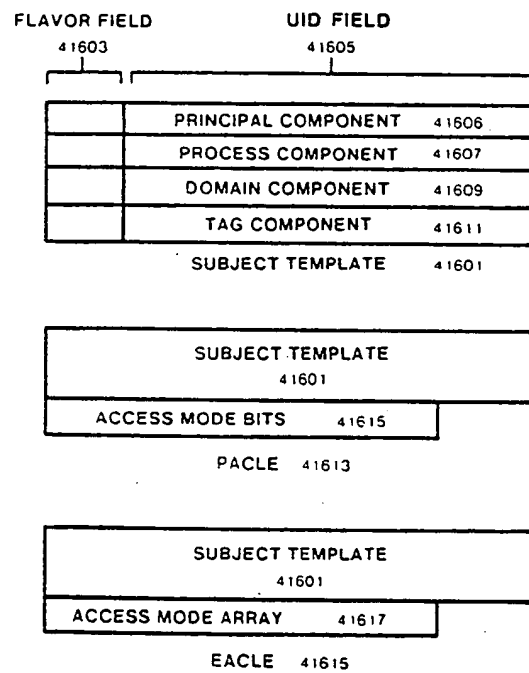 FLAVOR FIELD UID FIELD
41603 41605
PRINCIPAL COMPONENT 41606
PROCESS COMPONENT 41607
DOMAIN COMPONENT 41609
TAG COMPONENT 41611
SUBJECT TEMPLATE 41601
SUBJECT TEMPLATE
41601
ACCESS MODE BITS 41615
PACLE 41613
SUBJECT TEMPLATE
41601
ACCESS MODE ARRAY 41617
EACLE 41615